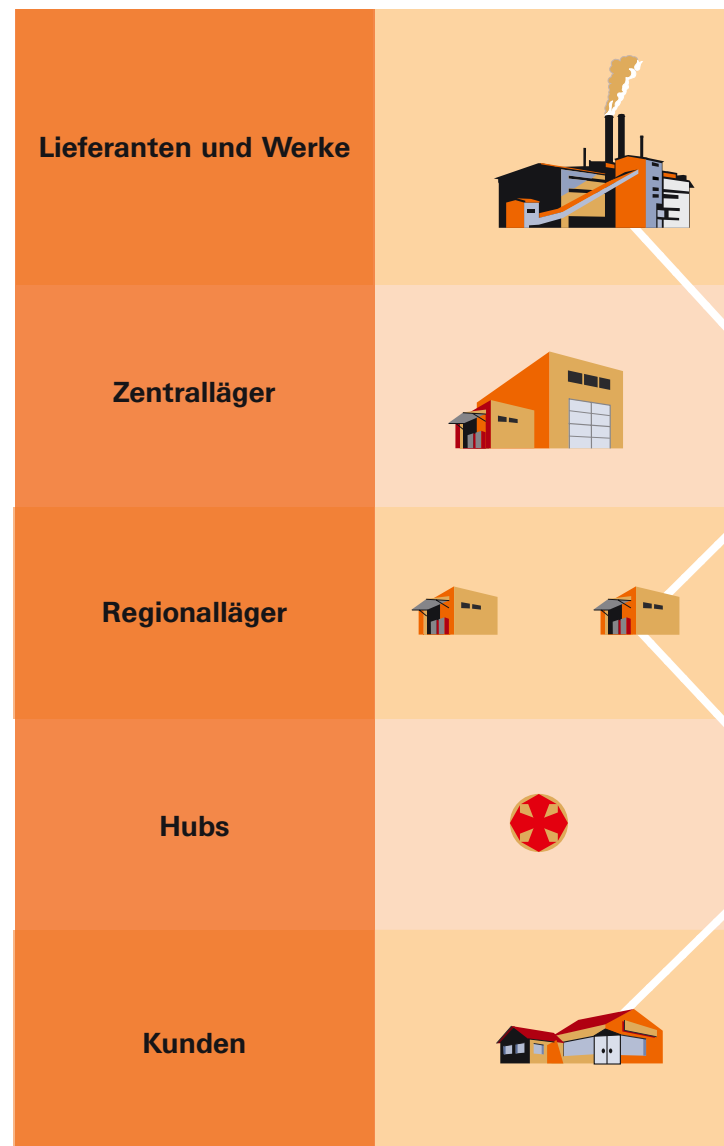 Lieferanten und Werke
Zentralläger
Regionalläger
Hubs
Kunden